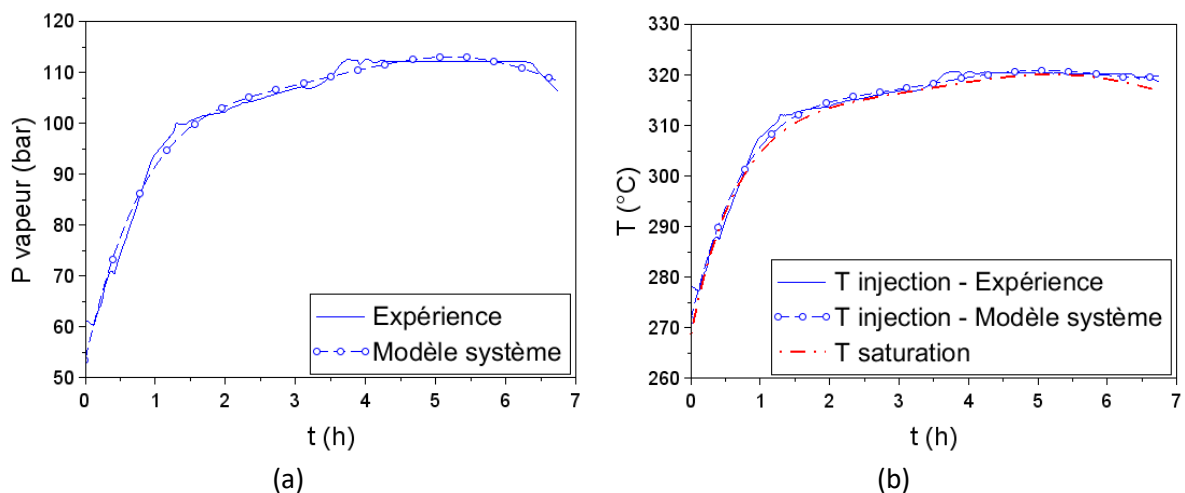 120
110
100
90
80
70
60
50
P vapeur (bar)
Expérience
Modèle système
0 1 2 3 4 5 6 7
t (h)
(a)
330
320
310
300
290
280
270
260
T (°C)
T injection - Expérience
T injection - Modèle système
T saturation
0 1 2 3 4 5 6 7
t (h)
(b)